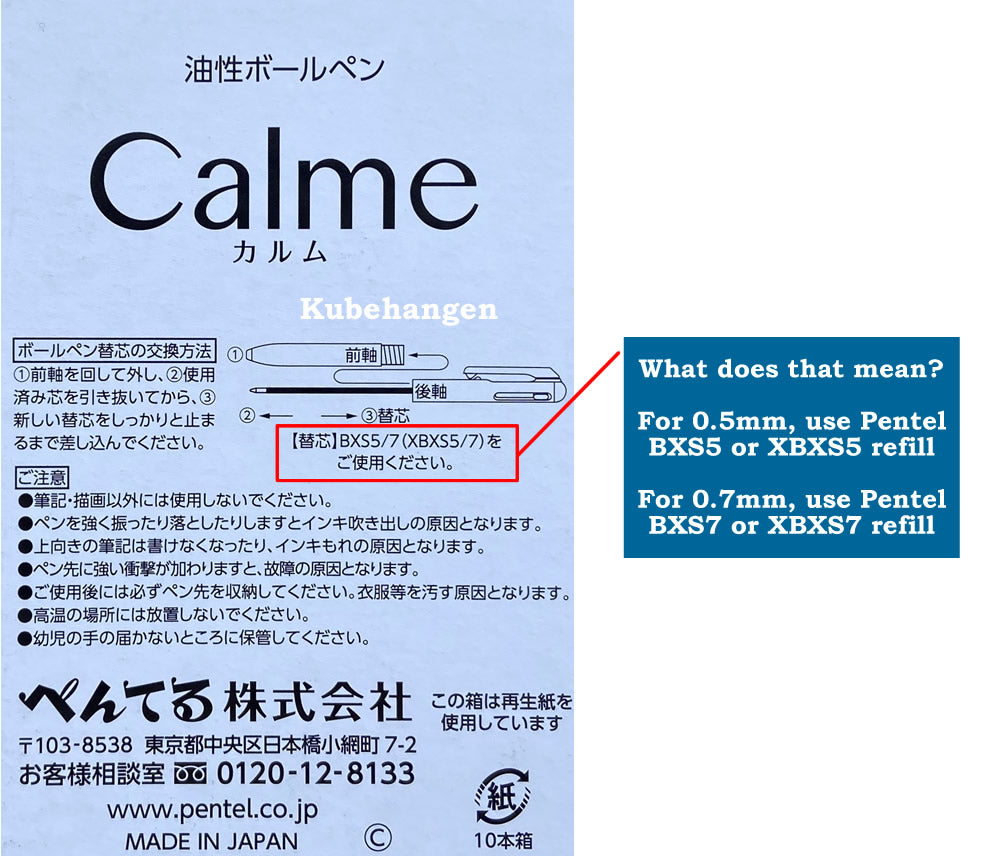 油性ボールペン
Calme
カルム
Kubehangen
ボールペン替芯の交換方法
①前軸を回して外し、②使用
済み芯を引き抜いてから、③
新しい替芯をしっかりと止ま
るまで差し込んでください。
① 前軸
後軸
② ③替芯
【替芯】BXS5/7(XBXS5/7)を
ご使用ください。
ご注意
●筆記・描画以外には使用しないでください。
●ペンを強く振ったり落としたりしますとインキ吹き出しの原因となります。
●上向きの筆記は書けなくなったり、インキもれの原因となります。
●ペン先に強い衝撃が加わりますと、故障の原因となります。
●ご使用後には必ずペン先を収納してください。衣服等を汚す原因となります。
●高温の場所には放置しないでください。
●幼児の手の届かないところに保管してください。
ぺんてる株式会社
〒103-8538 東京都中央区日本橋小網町 7-2
お客様相談室 0120-12-8133
www.pentel.co.jp
MADE IN JAPAN Ⓒ
この箱は再生紙を
使用しています
紙
10本箱
What does that mean?
For 0.5mm, use Pentel
BXS5 or XBXS5 refill
For 0.7mm, use Pentel
BXS7 or XBXS7 refill